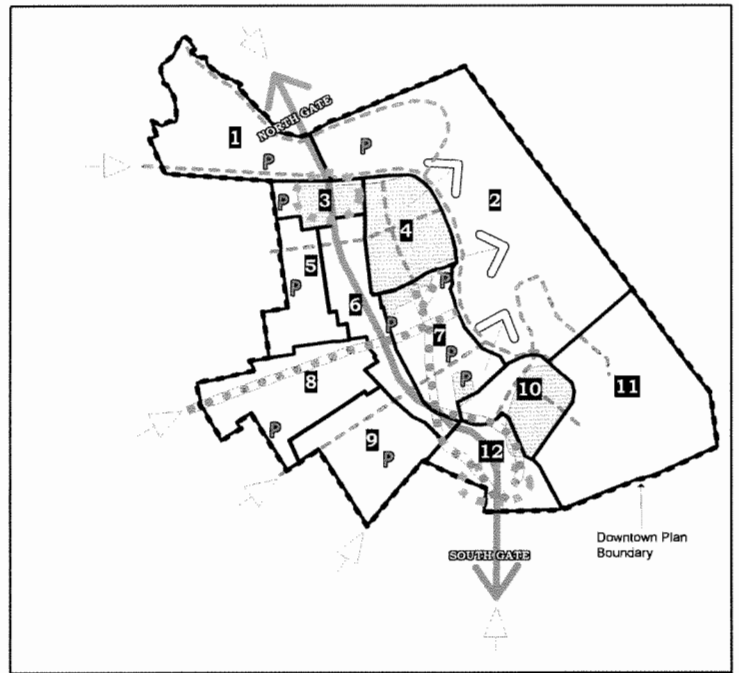 NORTH GATE
1
P
P
2
P
3
4
5
P
P
6
P
7
P
8
P
10
11
9
P
P
12
Downtown Plan
Boundary
SOUTH GATE